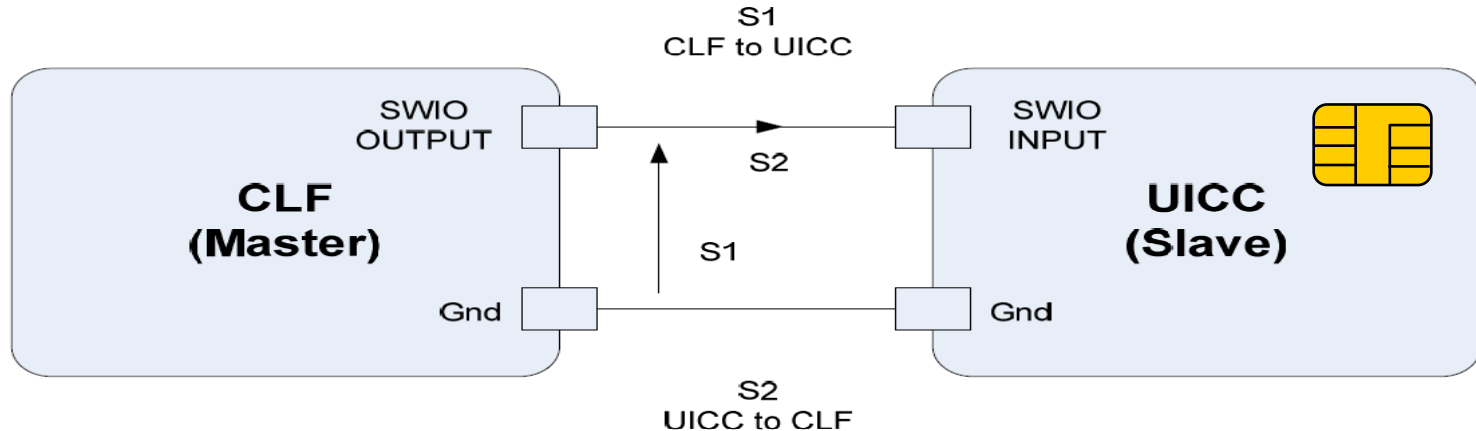 S1
CLF to UICC
SWIO
OUTPUT
SWIO
INPUT
S2
CLF
(Master)
UICC
(Slave)
S1
Gnd
Gnd
S2
UICC to CLF